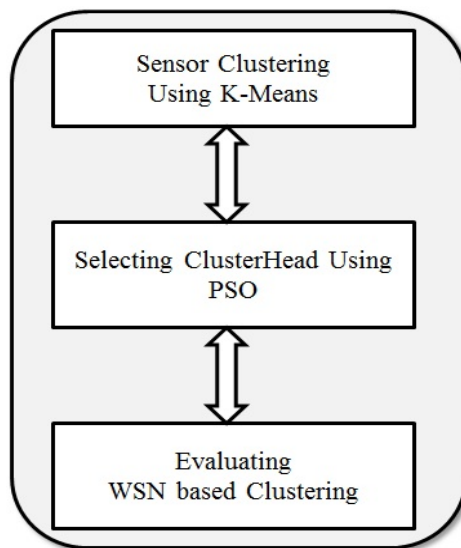 Sensor Clustering
Using K-Means
Selecting ClusterHead Using
PSO
Evaluating
WSN based Clustering